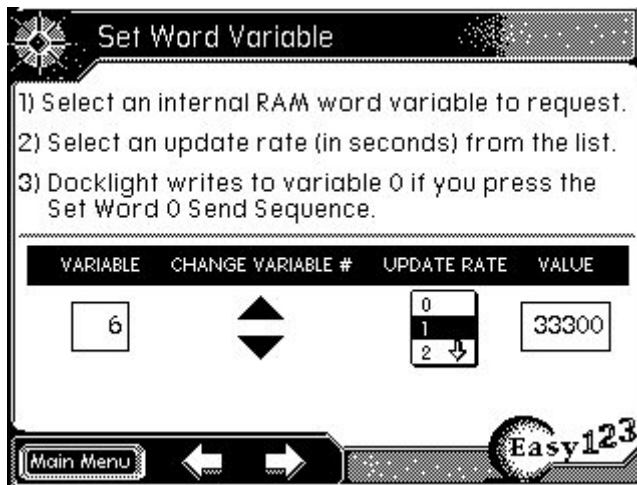 Set Word Variable
1) Select an internal RAM word variable to request.
2) Select an update rate (in seconds) from the list.
3) Docklight writes to variable 0 if you press the
Set Word 0 Send Sequence.
VARIABLE CHANGE VARIABLE # UPDATE RATE VALUE
0
6 1 33300
2
Main Menu Easy123